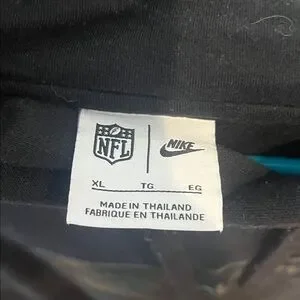 NFL NIKE
XL TG EG
MADE IN THAILAND
FABRIQUE EN THAILANDE